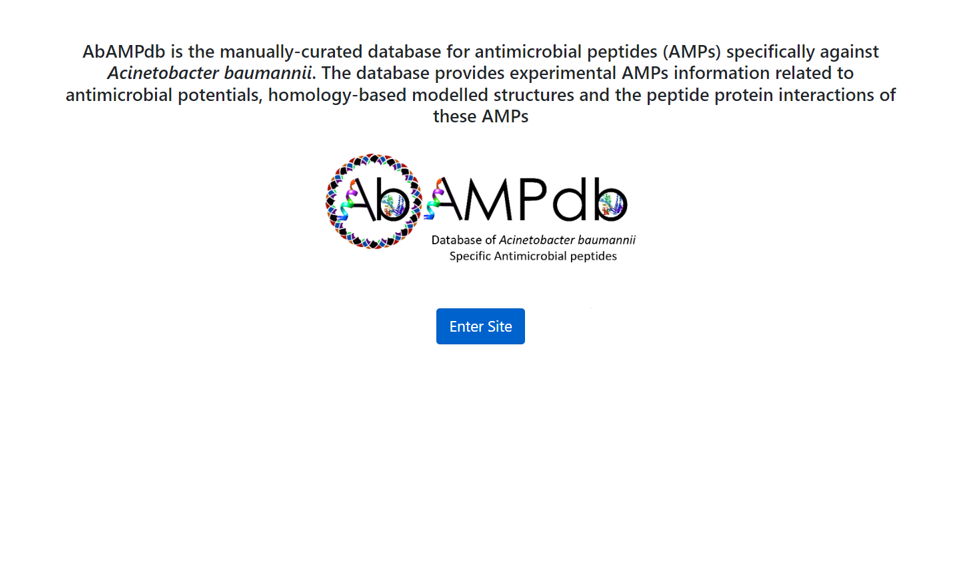 AbAMPdb is the manually-curated database for antimicrobial peptides (AMPs) specifically against
Acinetobacter baumannii. The database provides experimental AMPs information related to
antimicrobial potentials, homology-based modelled structures and the peptide protein interactions of
these AMPs
Ab AMPdb
Database of Acinetobacter baumannii
Specific Antimicrobial peptides
Enter Site